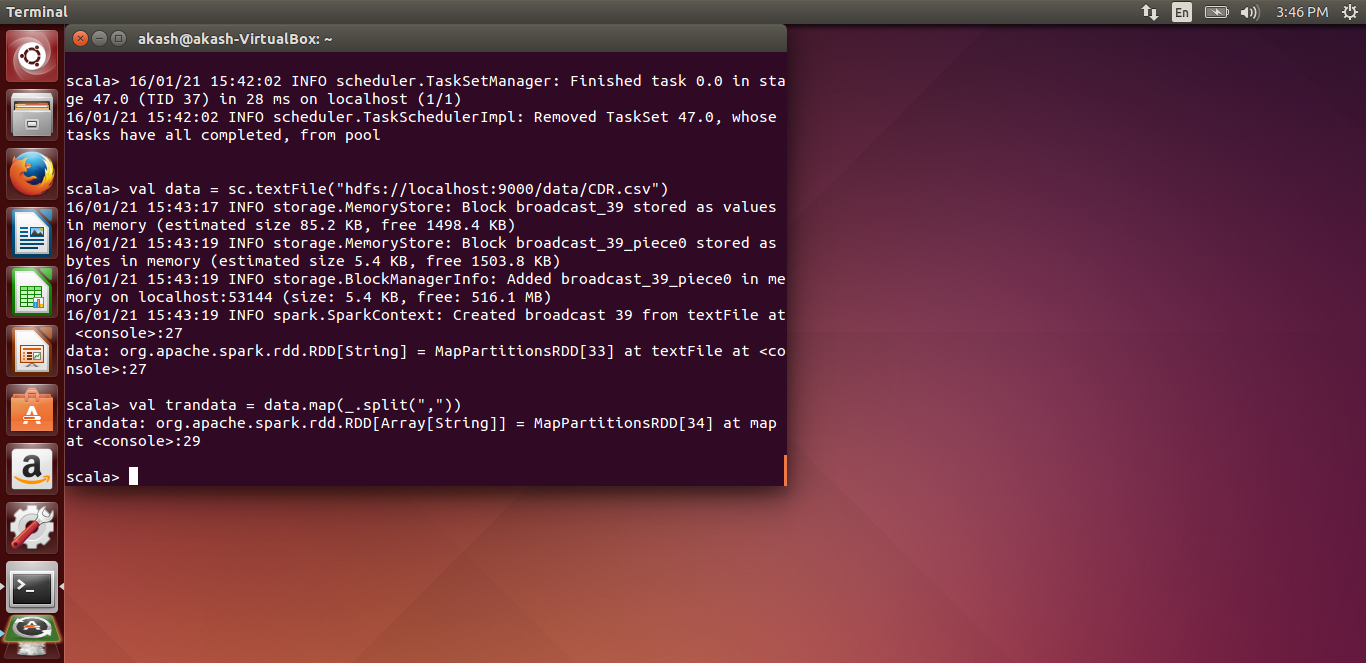 Terminal
En
3:46 PM
akash@akash-VirtualBox: ~
scala> 16/01/21 15:42:02 INFO scheduler.TaskSetManager: Finished task 0.0 in sta
ge 47.0 (TID 37) in 28 ms on localhost (1/1)
16/01/21 15:42:02 INFO scheduler.TaskSchedulerImpl: Removed TaskSet 47.0, whose
tasks have all completed, from pool
scala> val data = sc.textFile("hdfs://localhost:9000/data/CDR.csv")
16/01/21 15:43:17 INFO storage.MemoryStore: Block broadcast_39 stored as values
in memory (estimated size 85.2 KB, free 1498.4 KB)
16/01/21 15:43:19 INFO storage.MemoryStore: Block broadcast_39_piece0 stored as
bytes in memory (estimated size 5.4 KB, free 1503.8 KB)
16/01/21 15:43:19 INFO storage.BlockManagerInfo: Added broadcast_39_piece0 in me
mory on localhost:53144 (size: 5.4 KB, free: 516.1 MB)
16/01/21 15:43:19 INFO spark.SparkContext: Created broadcast 39 from textFile at
 <console>:27
data: org.apache.spark.rdd.RDD[String] = MapPartitionsRDD[33] at textFile at <co
nsole>:27
scala> val trandata = data.map(_.split(","))
trandata: org.apache.spark.rdd.RDD[Array[String]] = MapPartitionsRDD[34] at map
at <console>:29
scala>